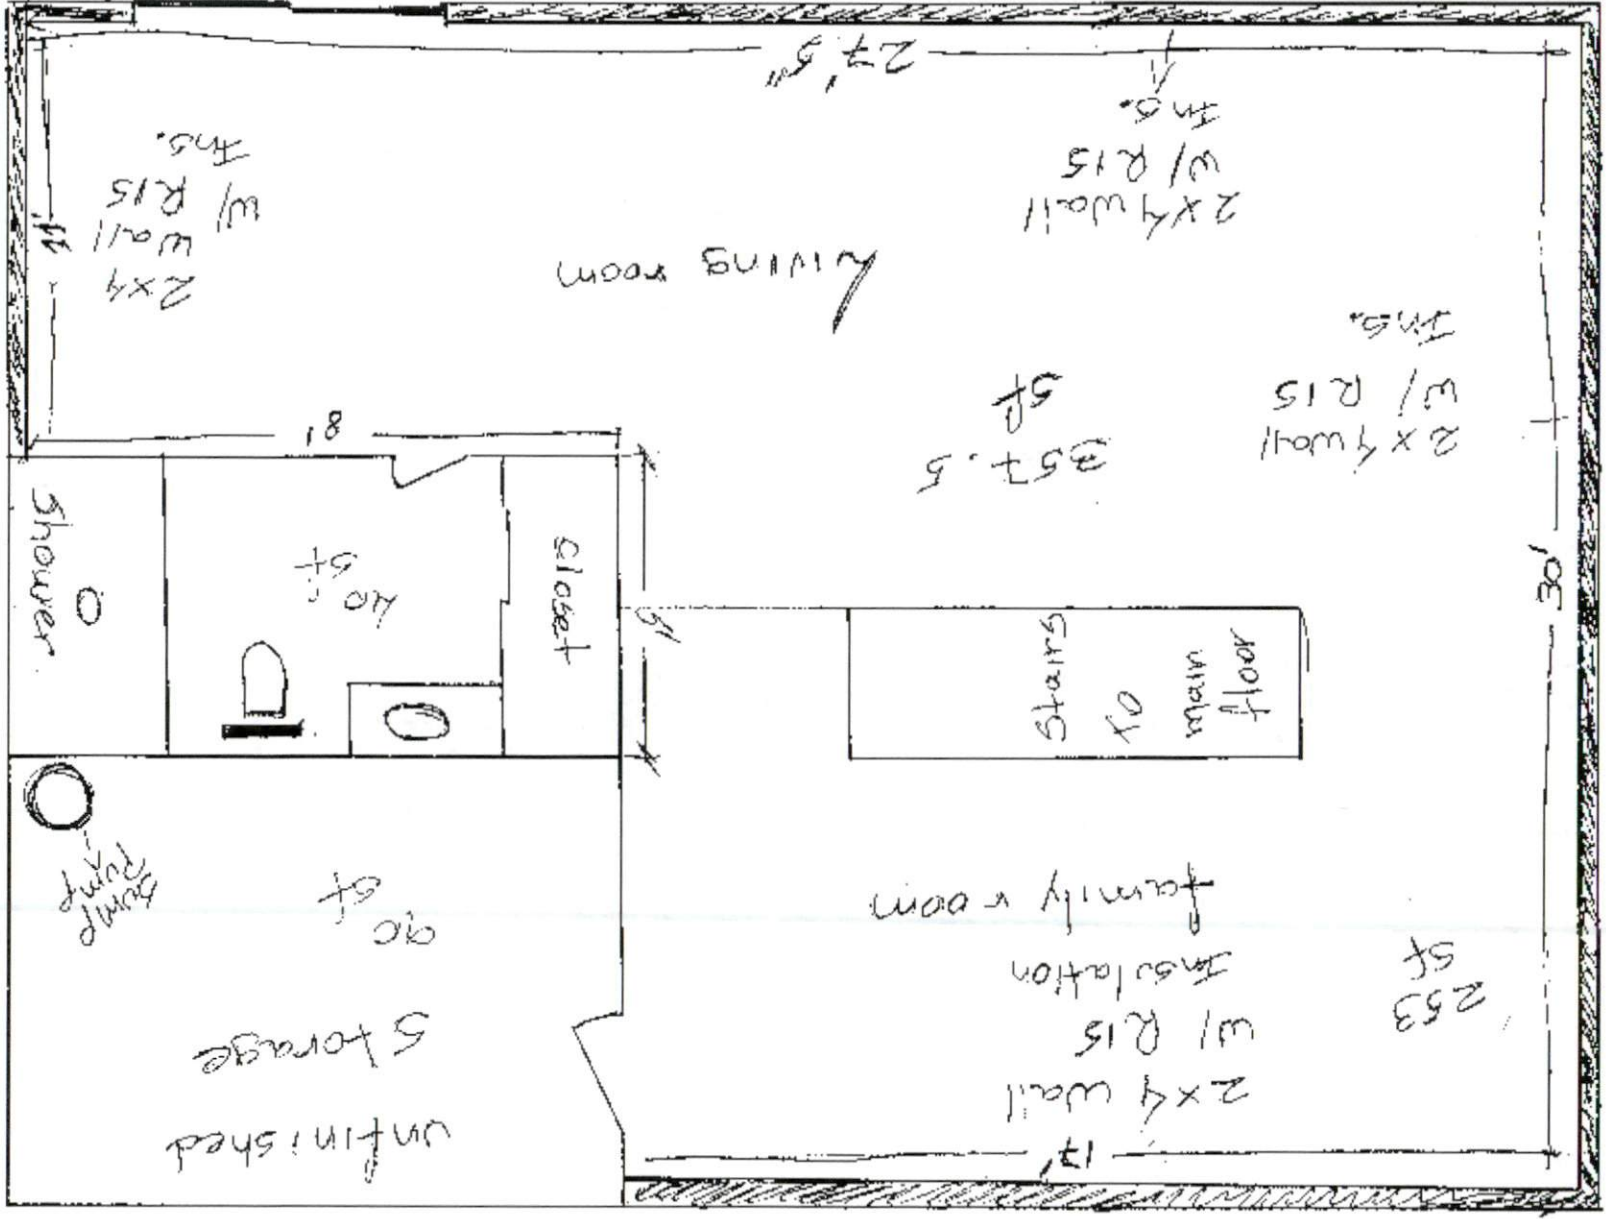 17'
unfinished
2x4 wall
w/ R15
Insulation
family room
253
SF
Storage
90
SF
Sump
Pump
Stairs
to
main
floor
closet
5'
40
SF
Shower
30'
8'
357.5
SF
2x4 wall
w/ R15
Ins.
Living room
2x4 wall
w/ R15
Ins.
2x4
wall
w/ R15
Ins.
11'
27'5"